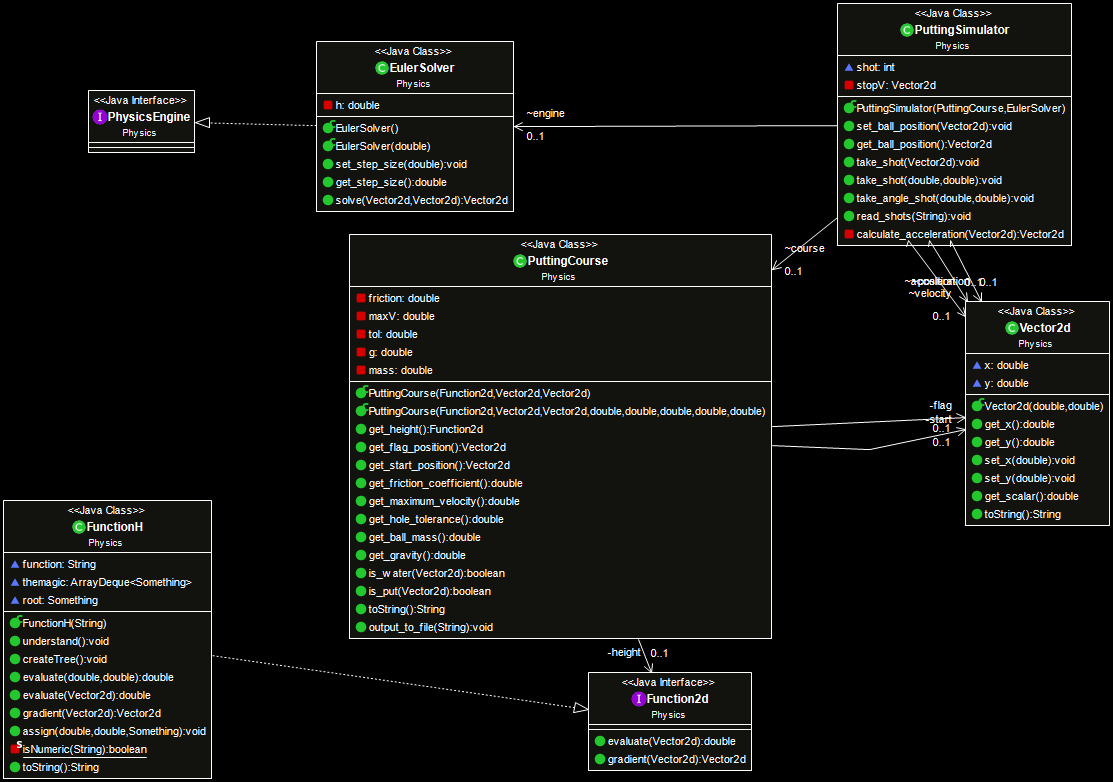 <<Java Interface>>
PhysicsEngine
Physics
<<Java Class>>
EulerSolver
Physics
h: double
EulerSolver()
EulerSolver(double)
set_step_size(double):void
get_step_size():double
solve(Vector2d,Vector2d):Vector2d
~engine
0..1
<<Java Class>>
PuttingSimulator
Physics
shot: int
stopV: Vector2d
PuttingSimulator(PuttingCourse,EulerSolver)
set_ball_position(Vector2d):void
get_ball_position():Vector2d
take_shot(Vector2d):void
take_shot(double,double):void
take_angle_shot(double,double):void
read_shots(String):void
calculate_acceleration(Vector2d):Vector2d
~course
0..1
~velocity
0..1
0..1
<<Java Class>>
PuttingCourse
Physics
friction: double
maxV: double
tol: double
g: double
mass: double
PuttingCourse(Function2d,Vector2d,Vector2d)
PuttingCourse(Function2d,Vector2d,Vector2d,double,double,double,double,double)
get_height():Function2d
get_flag_position():Vector2d
get_start_position():Vector2d
get_friction_coefficient():double
get_maximum_velocity():double
get_hole_tolerance():double
get_ball_mass():double
get_gravity():double
is_water(Vector2d):boolean
is_put(Vector2d):boolean
toString():String
output_to_file(String):void
-flag
-start
0..1
0..1
<<Java Class>>
Vector2d
Physics
x: double
y: double
Vector2d(double,double)
get_x():double
get_y():double
set_x(double):void
set_y(double):void
get_scalar():double
toString():String
<<Java Class>>
FunctionH
Physics
function: String
themagic: ArrayDeque<Something>
root: Something
FunctionH(String)
understand():void
createTree():void
evaluate(double,double):double
evaluate(Vector2d):double
gradient(Vector2d):Vector2d
assign(double,double,Something):void
isNumeric(String):boolean
toString():String
-height
0..1
<<Java Interface>>
Function2d
Physics
evaluate(Vector2d):double
gradient(Vector2d):Vector2d